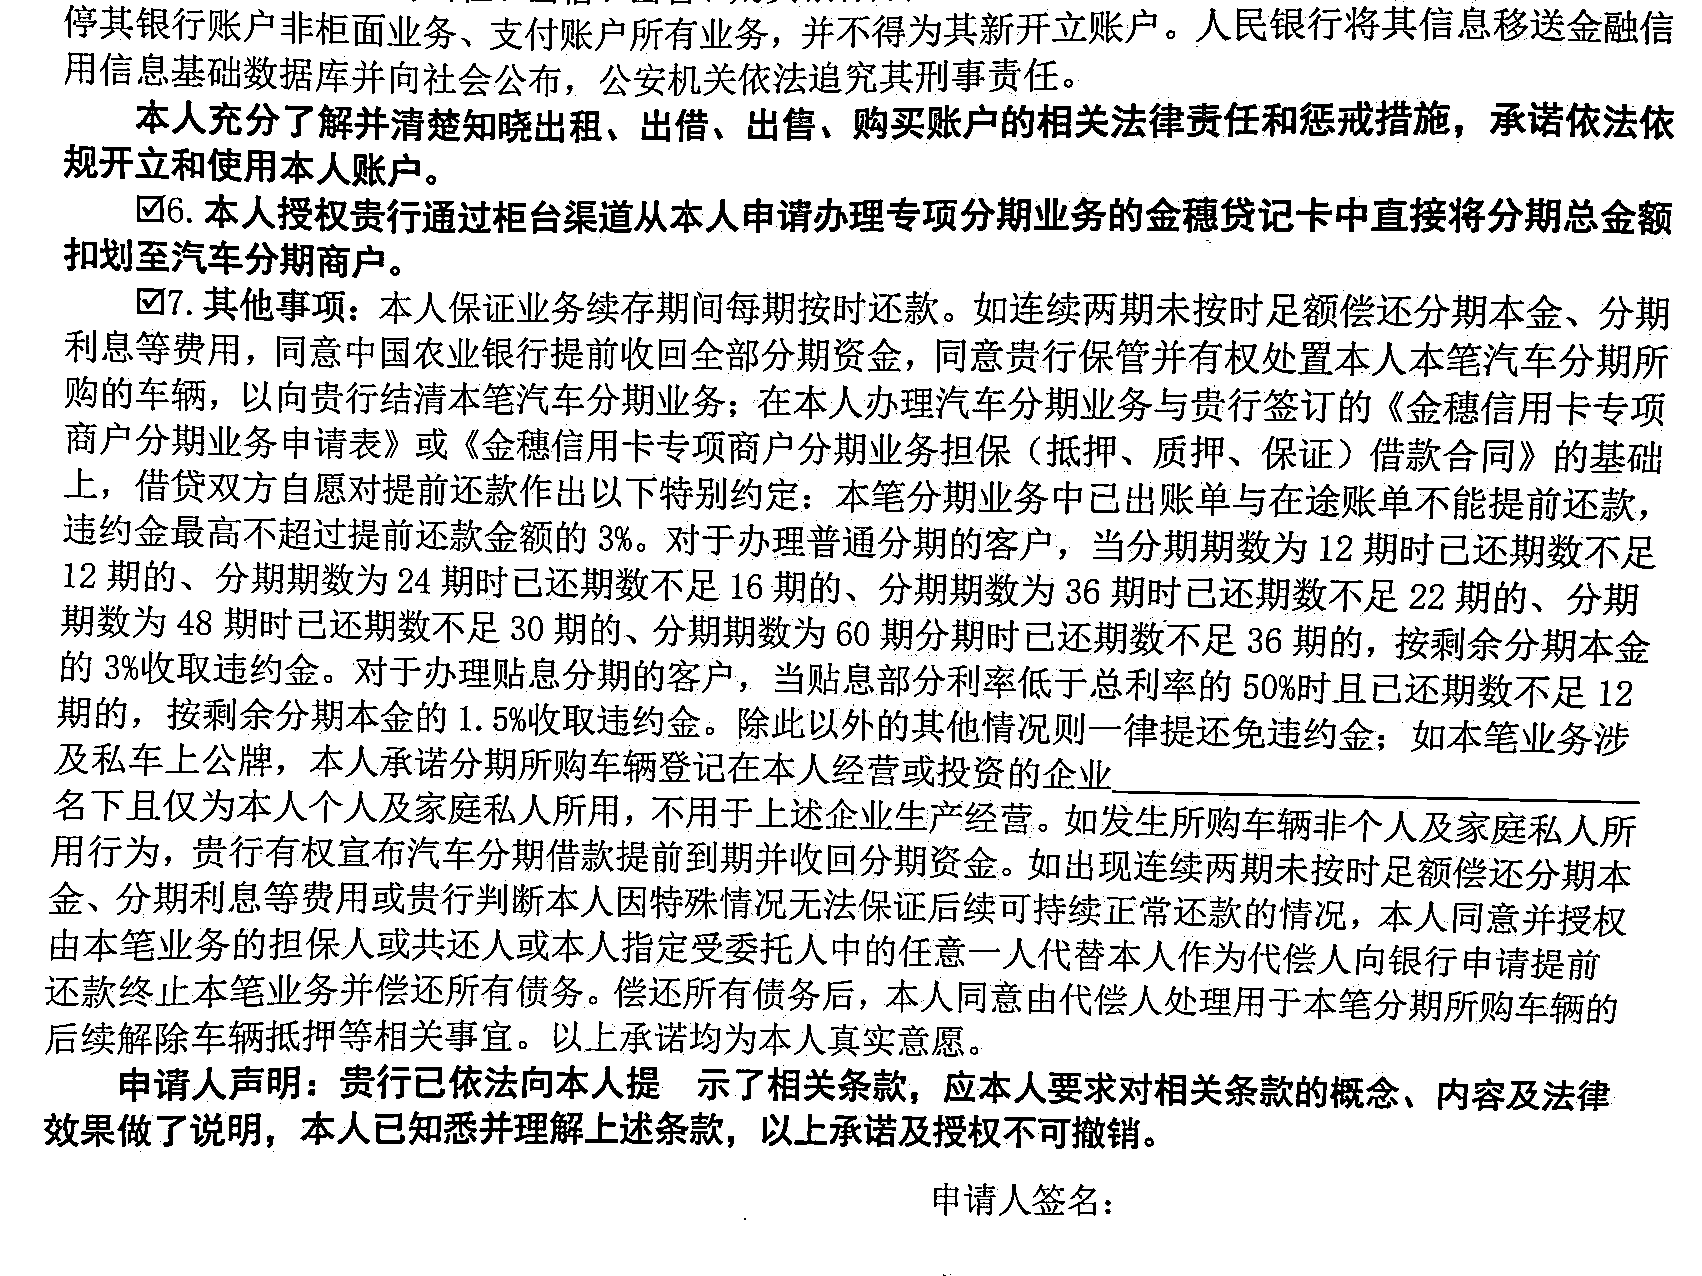 停其银行账户非柜面业务、支付账户所有业务，并不得为其新开立账户。人民银行将其信息移送金融信
用信息基础数据库并向社会公布，公安机关依法追究其刑事责任。
本人充分了解并清楚知晓出租、出借、出售、购买账户的相关法律责任和惩戒措施，承诺依法依
规开立和使用本人账户。
☑6. 本人授权贵行通过柜台渠道从本人申请办理专项分期业务的金穗贷记卡中直接将分期总金额
扣划至汽车分期商户。
☑7. 其他事项：本人保证业务续存期间每期按时还款。如连续两期未按时足额偿还分期本金、分期
利息等费用，同意中国农业银行提前收回全部分期资金，同意贵行保管并有权处置本人本笔汽车分期所
购的车辆，以向贵行结清本笔汽车分期业务；在本人办理汽车分期业务与贵行签订的《金穗信用卡专项
商户分期业务申请表》或《金穗信用卡专项商户分期业务担保（抵押、质押、保证）借款合同》的基础
上，借贷双方自愿对提前还款作出以下特别约定：本笔分期业务中已出账单与在途账单不能提前还款，
违约金最高不超过提前还款金额的 3%。对于办理普通分期的客户，当分期期数为 12 期时已还期数不足
12 期的、分期期数为 24 期时已还期数不足 16 期的、分期期数为 36 期时已还期数不足 22 期的、分期
期数为 48 期时已还期数不足 30 期的、分期期数为 60 期分期时已还期数不足 36 期的，按剩余分期本金
的 3%收取违约金。对于办理贴息分期的客户，当贴息部分利率低于总利率的 50%时且已还期数不足 12
期的，按剩余分期本金的 1.5%收取违约金。除此以外的其他情况则一律提还免违约金；如本笔业务涉
及私车上公牌，本人承诺分期所购车辆登记在本人经营或投资的企业____________
名下且仅为本人个人及家庭私人所用，不用于上述企业生产经营。如发生所购车辆非个人及家庭私人所
用行为，贵行有权宣布汽车分期借款提前到期并收回分期资金。如出现连续两期未按时足额偿还分期本
金、分期利息等费用或贵行判断本人因特殊情况无法保证后续可持续正常还款的情况，本人同意并授权
由本笔业务的担保人或共还人或本人指定受委托人中的任意一人代替本人作为代偿人向银行申请提前
还款终止本笔业务并偿还所有债务。偿还所有债务后，本人同意由代偿人处理用于本笔分期所购车辆的
后续解除车辆抵押等相关事宜。以上承诺均为本人真实意愿。
申请人声明：贵行已依法向本人提 示了相关条款，应本人要求对相关条款的概念、内容及法律
效果做了说明，本人已知悉并理解上述条款，以上承诺及授权不可撤销。
申请人签名：